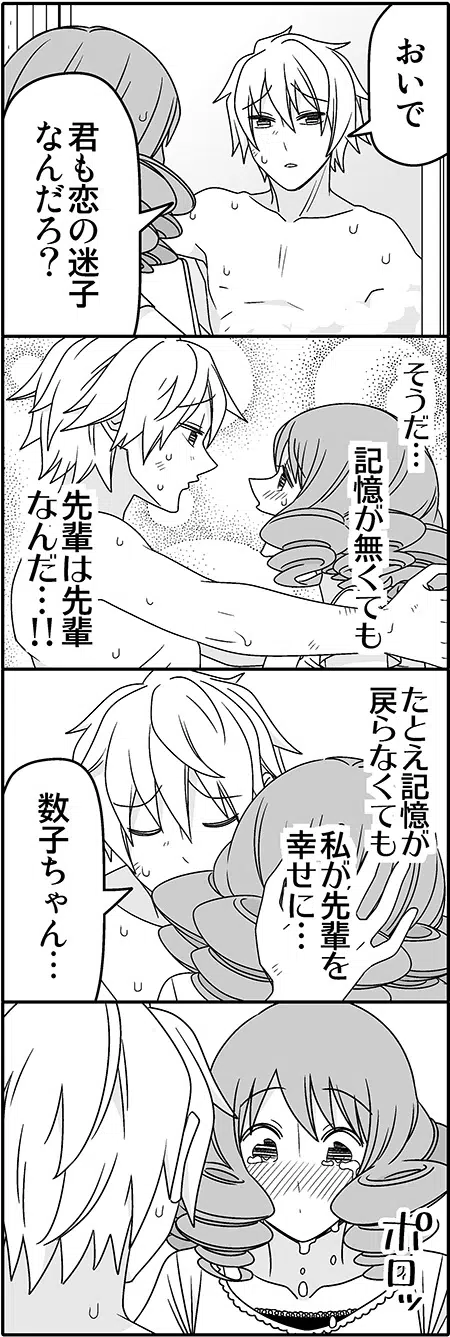 おいで
君も恋の迷子
なんだろ?
そうだ…
記憶が無くても
先輩は先輩
なんだ…!!
たとえ記憶が
戻らなくても
私が先輩を
幸せに…
数子ちゃん…
ポロッ